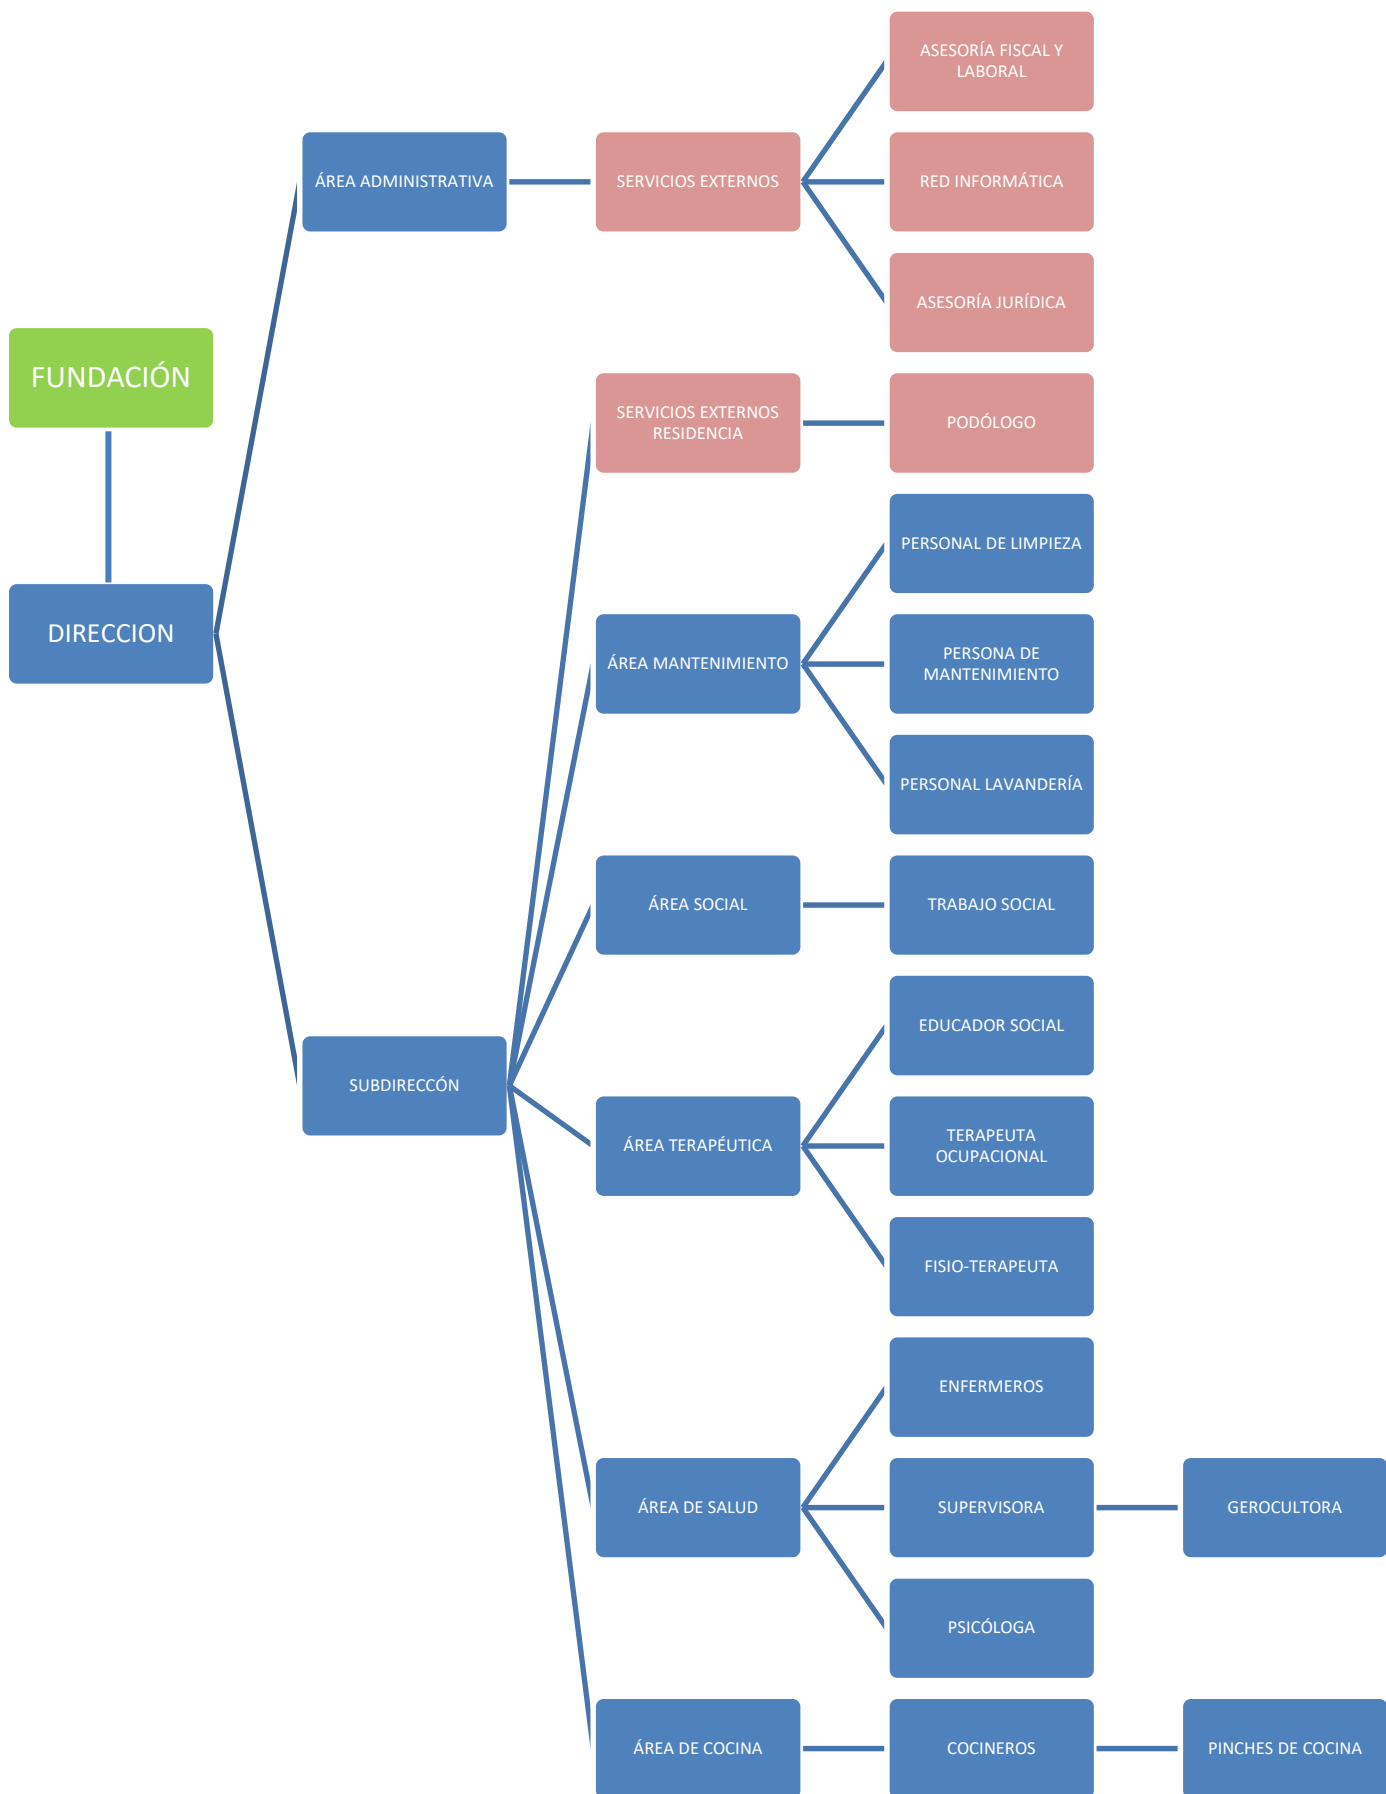 ASESORÍA FISCAL Y
LABORAL
ÁREA ADMINISTRATIVA
SERVICIOS EXTERNOS
RED INFORMÁTICA
ASESORÍA JURÍDICA
FUNDACIÓN
SERVICIOS EXTERNOS
RESIDENCIA
PODÓLOGO
PERSONAL DE LIMPIEZA
DIRECCION
ÁREA MANTENIMIENTO
PERSONA DE
MANTENIMIENTO
PERSONAL LAVANDERÍA
ÁREA SOCIAL
TRABAJO SOCIAL
EDUCADOR SOCIAL
SUBDIRECCÓN
ÁREA TERAPÉUTICA
TERAPEUTA
OCUPACIONAL
FISIO-TERAPEUTA
ENFERMEROS
ÁREA DE SALUD
SUPERVISORA
GEROCULTORA
PSICÓLOGA
ÁREA DE COCINA
COCINEROS
PINCHES DE COCINA